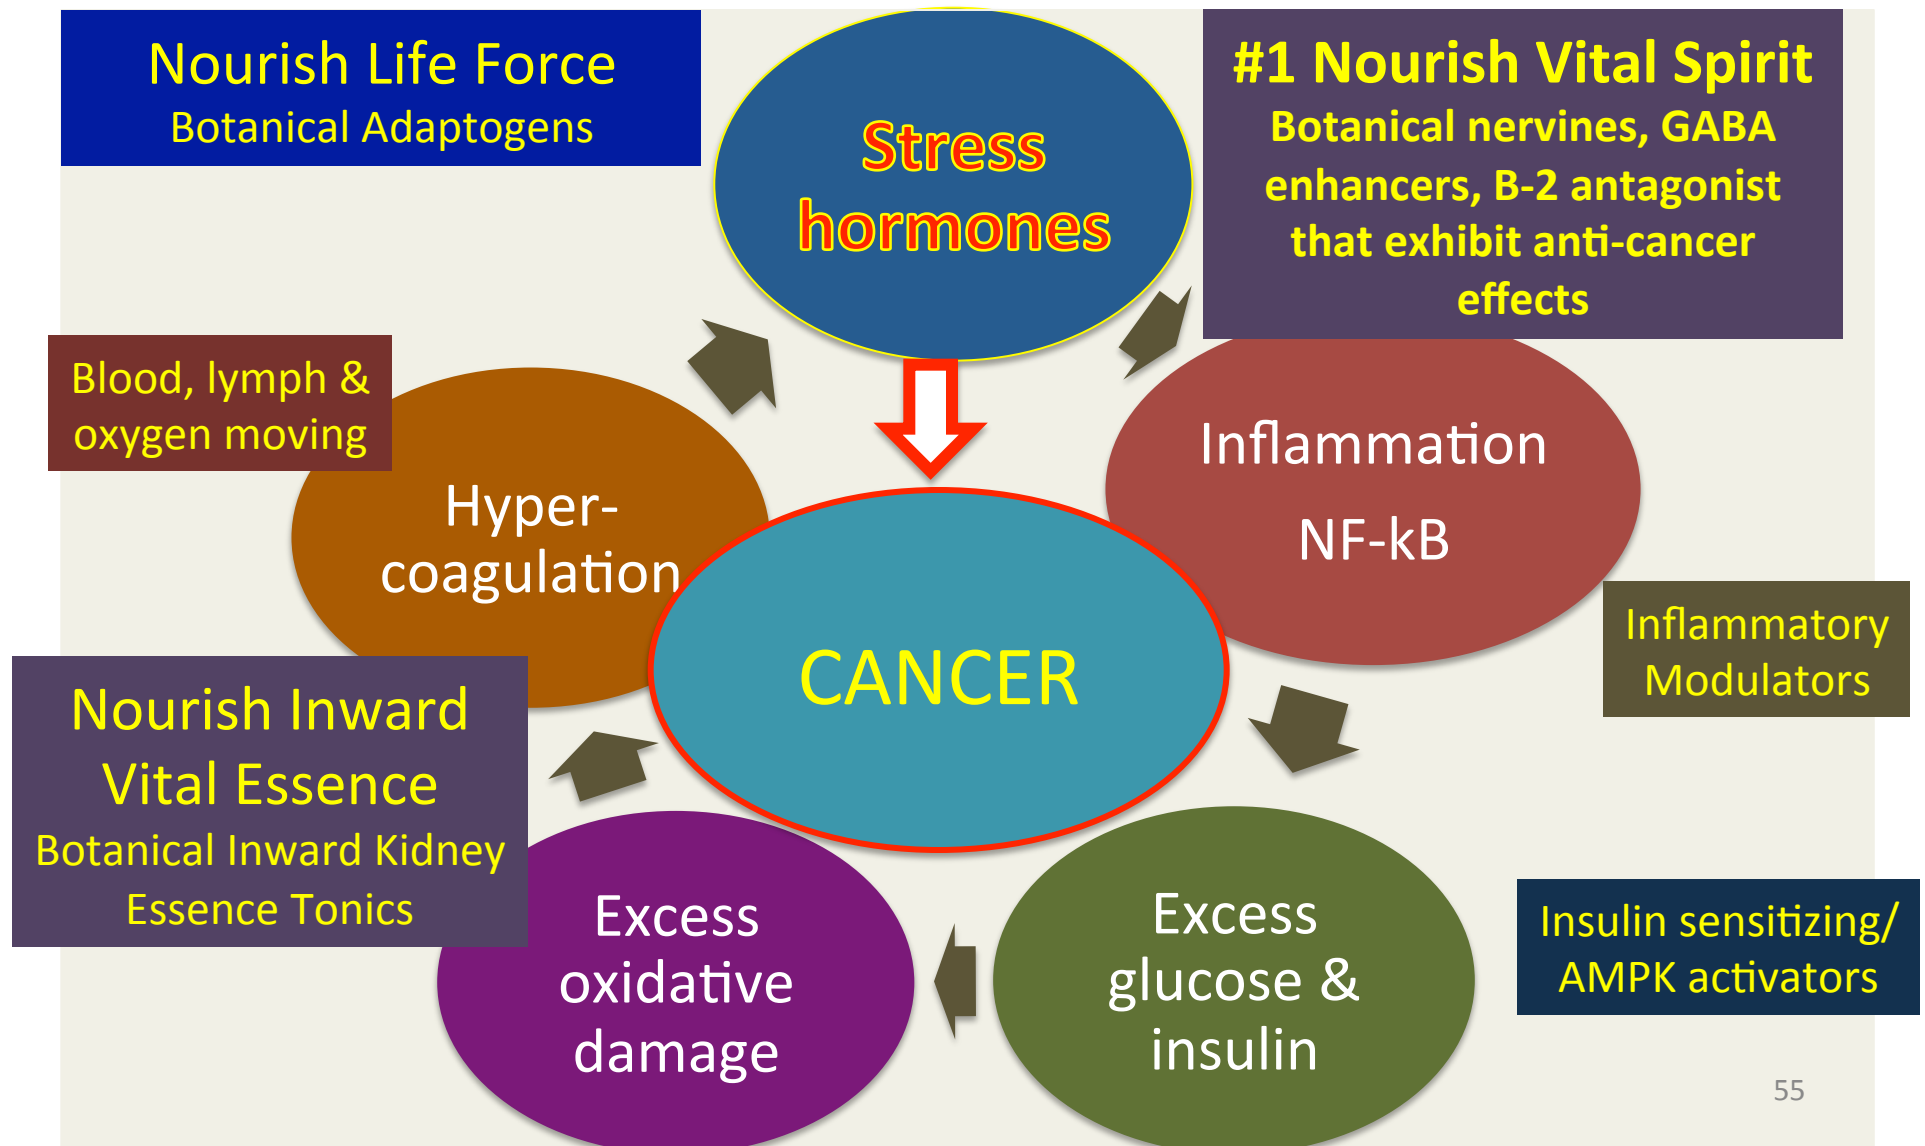 Nourish Life Force
Botanical Adaptogens
Stress
hormones
#1 Nourish Vital Spirit
Botanical nervines, GABA
enhancers, B-2 antagonist
that exhibit anti-cancer
effects
Blood, lymph &
oxygen moving
Hyper-
coagulation
Inflammation
NF-kB
Inflammatory
Modulators
CANCER
Nourish Inward
Vital Essence
Botanical Inward Kidney
Essence Tonics
Excess
oxidative
damage
Excess
glucose &
insulin
Insulin sensitizing/
AMPK activators
55